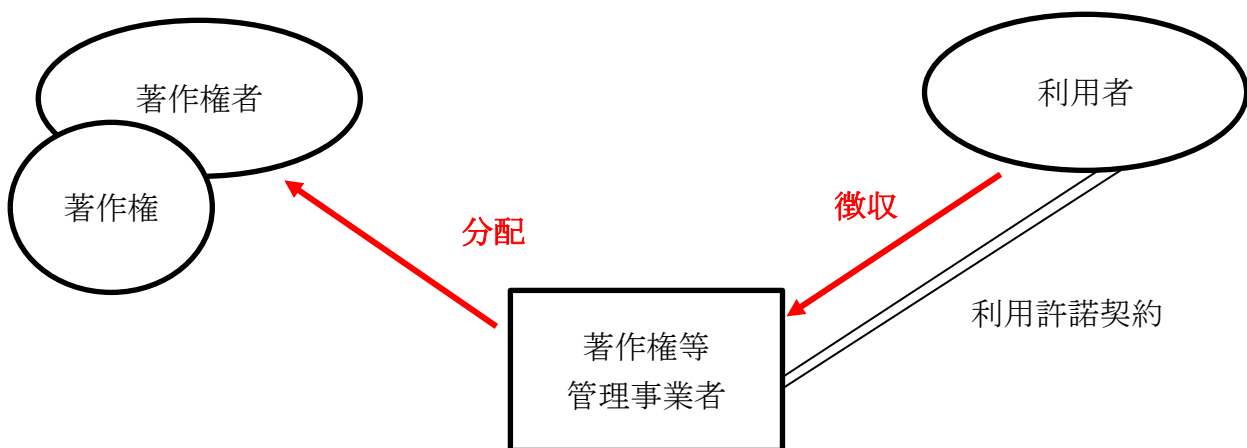 著作権者
利用者
著作権
徴収
分配
利用許諾契約
著作権等
管理事業者